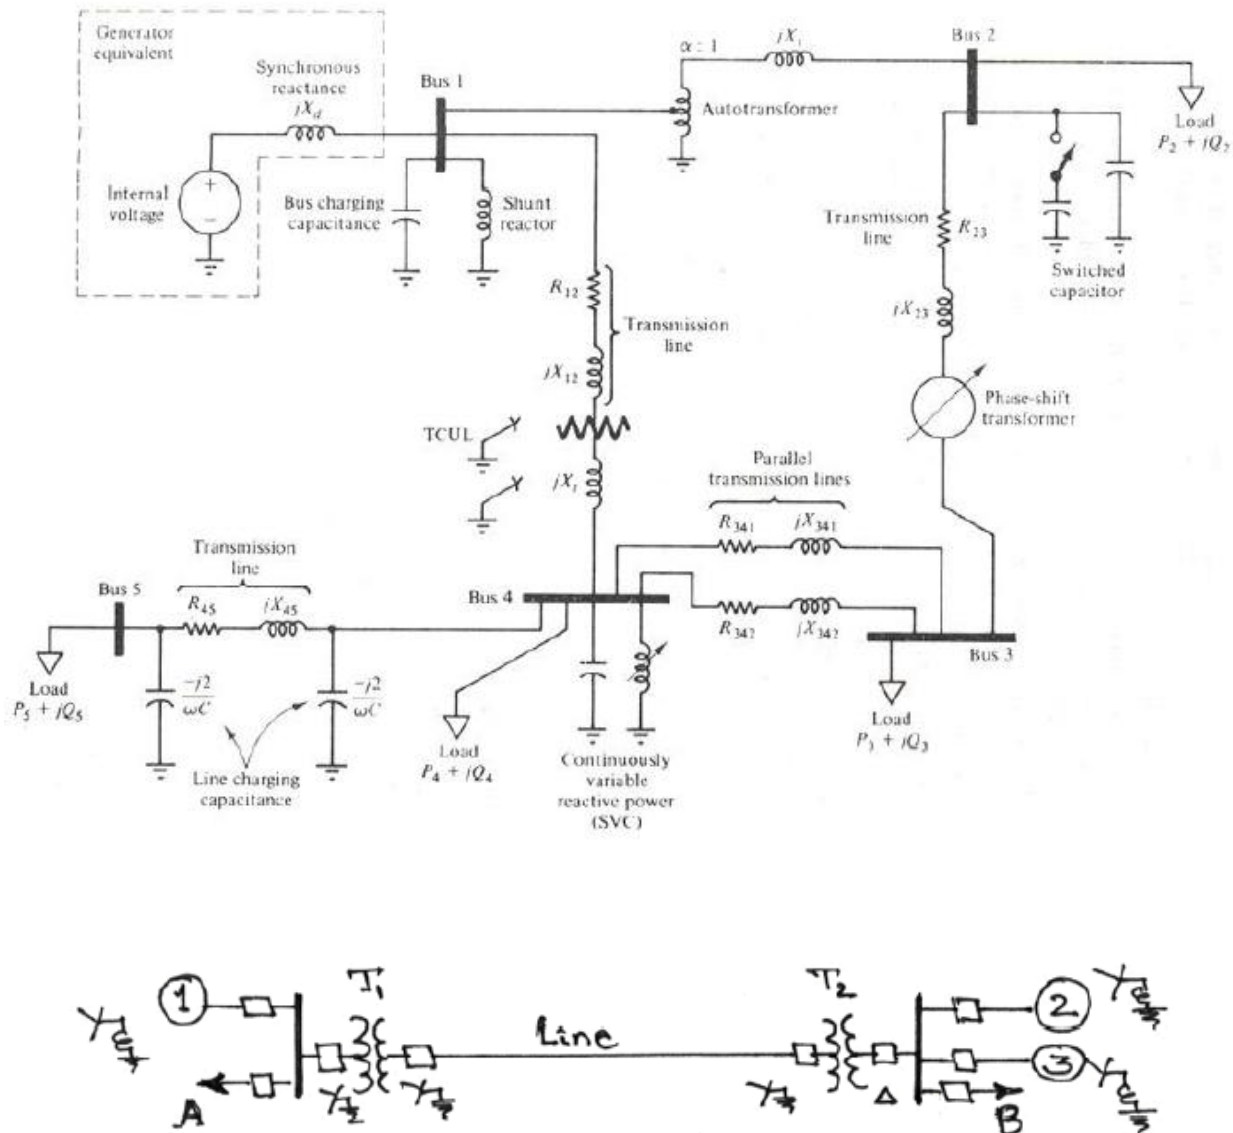 Generator
equivalent
Synchronous
reactance
jX_d
Internal
voltage
+
−
Bus 1
Bus charging
capacitance
Shunt
reactor
α : 1
jX_t
Autotransformer
Bus 2
Load
P_2 + jQ_2
Transmission
line
R_23
Switched
capacitor
jX_23
Phase-shift
transformer
R_12
Transmission
line
jX_12
TCUL
jX_t
Parallel
transmission lines
R_341
jX_341
R_342
jX_342
Transmission
line
Bus 5
R_45
jX_45
Bus 4
Bus 3
Load
P_5 + jQ_5
-j2
ωC
-j2
ωC
Line charging
capacitance
Load
P_4 + jQ_4
Continuously
variable
reactive power
(SVC)
Load
P_3 + jQ_3
1
T_1
Line
T_2
2
3
A
Δ
B